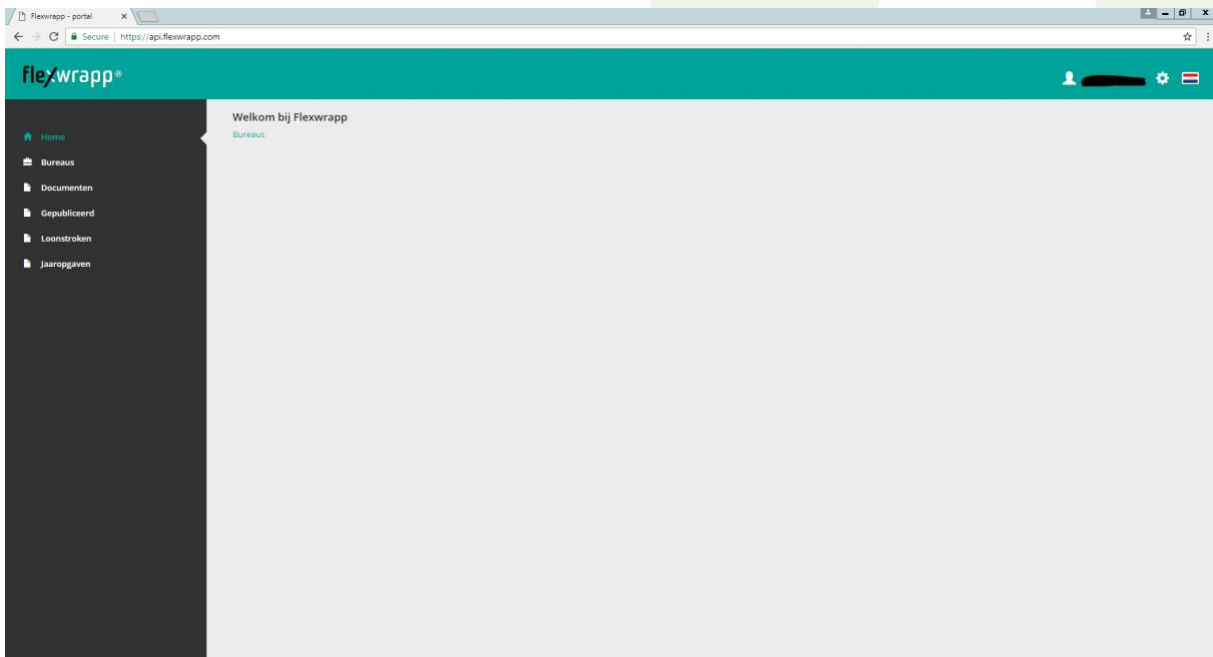 Flexwrapp - portal
Secure | https://api.flexwrapp.com
flexwrapp®
Home
Bureaus
Documenten
Gepubliceerd
Loonstroken
Jaaropgaven
Welkom bij Flexwrapp
Bureaus